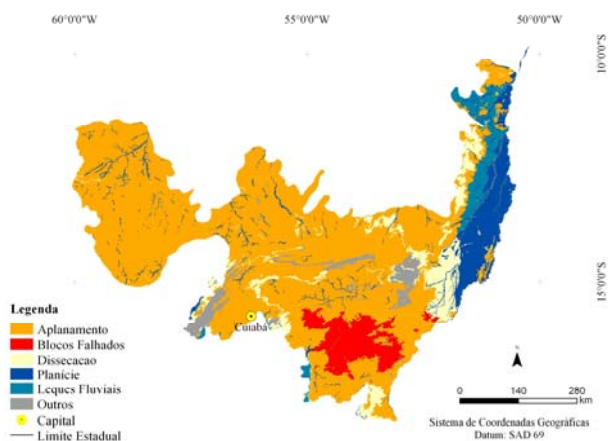 60°0'0"W
55°0'0"W
50°0'0"W
10°0'0"S
15°0'0"S
Cuiabá
Legenda
Aplanamento
Blocos Falhados
Dissecacao
Planície
Leques Fluviais
Outros
Capital
Limite Estadual
N
0 140 280
km
Sistema de Coordenadas Geográficas
Datum: SAD 69